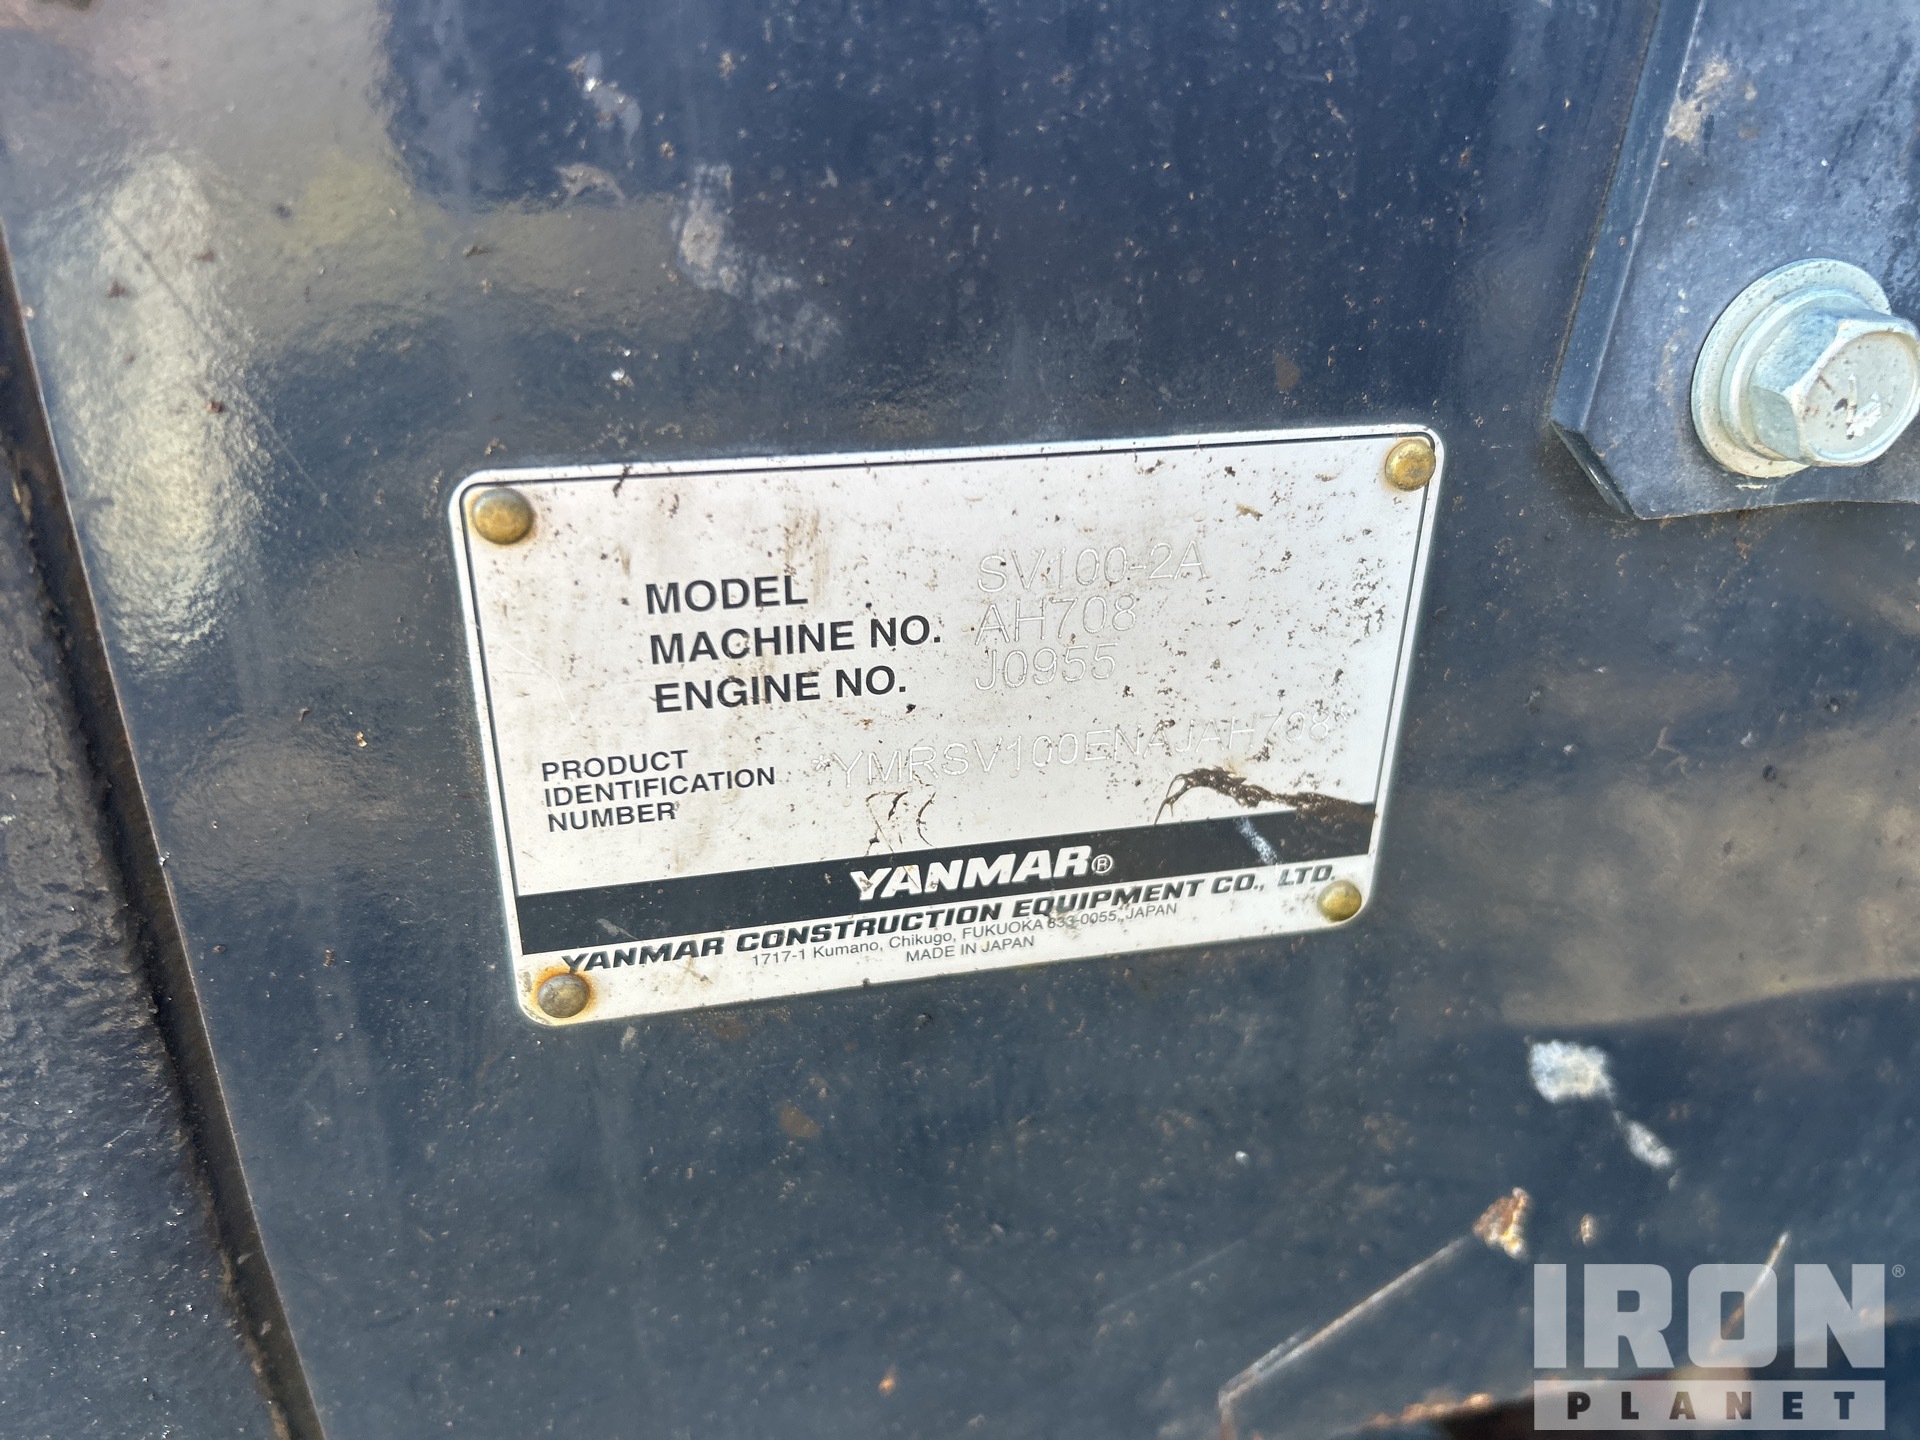 MODEL SV100-2A
MACHINE NO. AH708
ENGINE NO. J0955
PRODUCT
IDENTIFICATION
NUMBER
*YMRSV100ENAJAH708*
YANMAR®
YANMAR CONSTRUCTION EQUIPMENT CO., LTD.
1717-1 Kumano, Chikugo, FUKUOKA 833-0055, JAPAN
MADE IN JAPAN
IRON®
PLANET